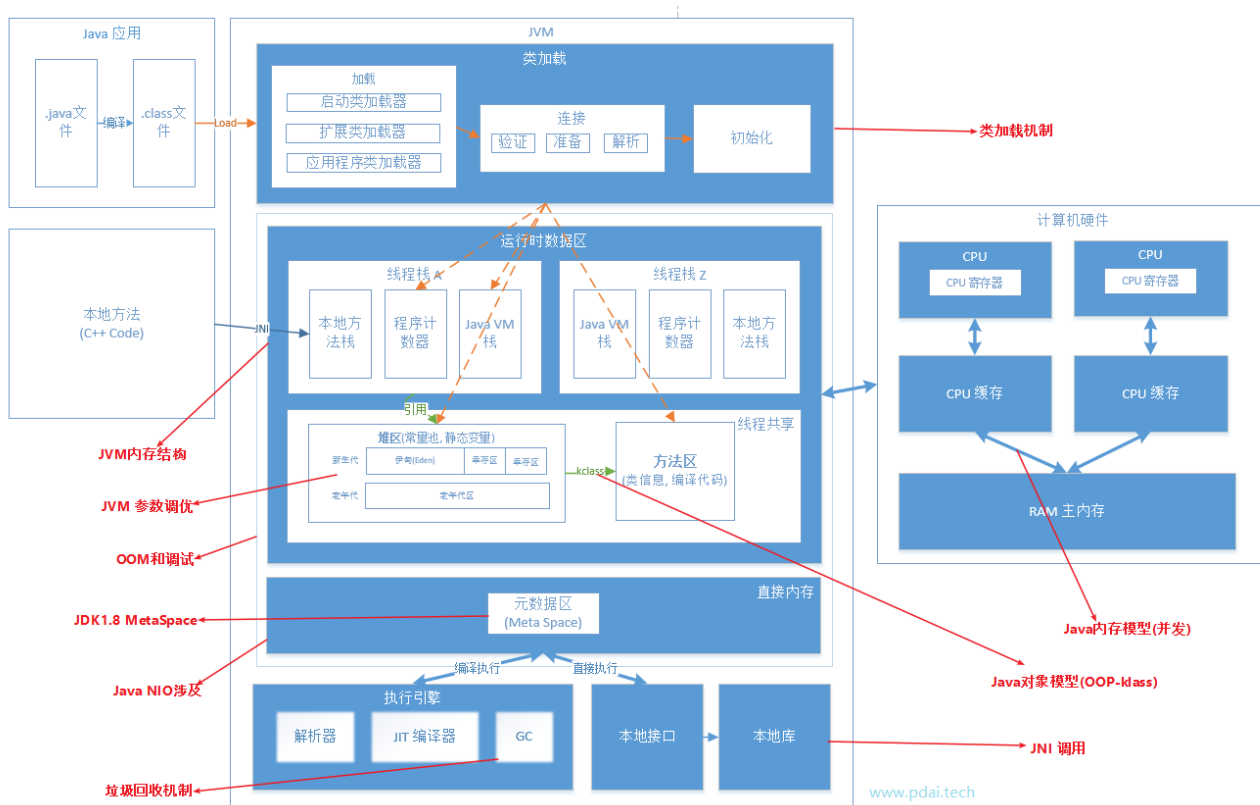 Java 应用
.java文
件
编译
.class文
件
Load
JVM
类加载
加载
启动类加载器
扩展类加载器
应用程序类加载器
连接
验证
准备
解析
初始化
类加载机制
本地方法
(C++ Code)
JNI
运行时数据区
线程栈 A
本地方
法栈
程序计
数器
Java VM
栈
线程栈 Z
Java VM
栈
程序计
数器
本地方
法栈
引用
线程共享
堆区(常量池, 静态变量)
新生代
伊甸(Eden)
幸存区
幸存区
老年代
老年代区
kclass
方法区
(类信息, 编译代码)
直接内存
元数据区
(Meta Space)
编译执行
直接执行
执行引擎
解析器
JIT 编译器
GC
本地接口
本地库
计算机硬件
CPU
CPU 寄存器
CPU
CPU 寄存器
CPU 缓存
CPU 缓存
RAM 主内存
JVM内存结构
JVM 参数调优
OOM和调试
JDK1.8 MetaSpace
Java NIO涉及
垃圾回收机制
Java内存模型(并发)
Java对象模型(OOP-klass)
JNI 调用
www.pdai.tech